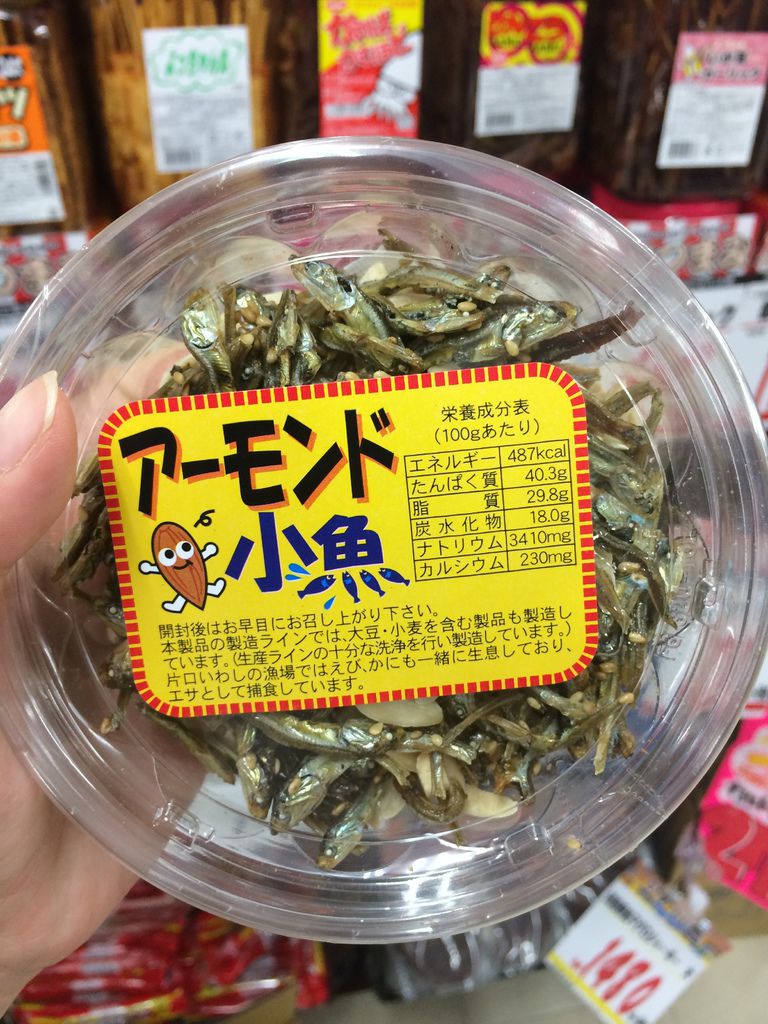 アーモンド
小魚
栄養成分表
(100gあたり)
エネルギー 487kcal
たんぱく質 40.3g
脂質 29.8g
炭水化物 18.0g
ナトリウム 3410mg
カルシウム 230mg
開封後はお早目にお召し上がり下さい。
本製品の製造ラインでは、大豆・小麦を含む製品も製造し
ています。(生産ラインの十分な洗浄を行い製造しています。)
片口いわしの漁場ではえび、かにも一緒に生息しており、
エサとして捕食しています。
1480